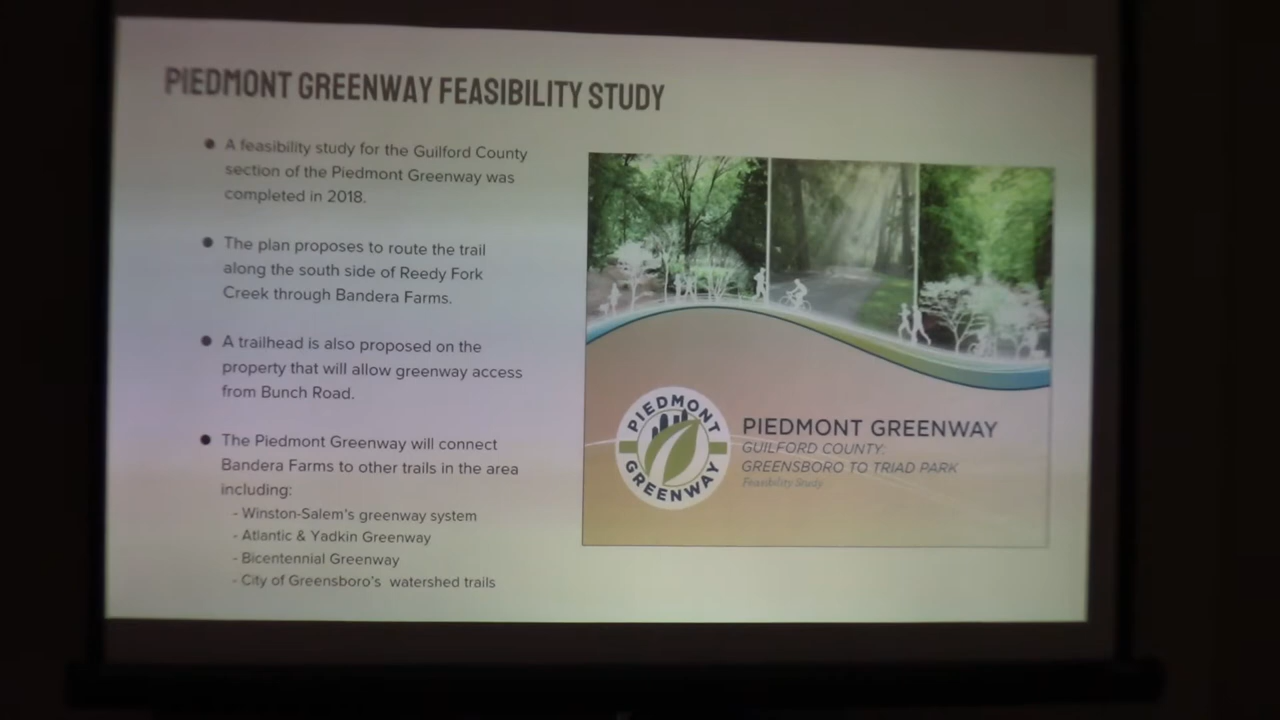 PIEDMONT GREENWAY FEASIBILITY STUDY
● A feasibility study for the Guilford County
section of the Piedmont Greenway was
completed in 2018.
● The plan proposes to route the trail
along the south side of Reedy Fork
Creek through Bandera Farms.
● A trailhead is also proposed on the
property that will allow greenway access
from Bunch Road.
● The Piedmont Greenway will connect
Bandera Farms to other trails in the area
including:
- Winston-Salem's greenway system
- Atlantic & Yadkin Greenway
- Bicentennial Greenway
- City of Greensboro's watershed trails
PIEDMONT
GREENWAY
PIEDMONT GREENWAY
GUILFORD COUNTY:
GREENSBORO TO TRIAD PARK
Feasibility Study